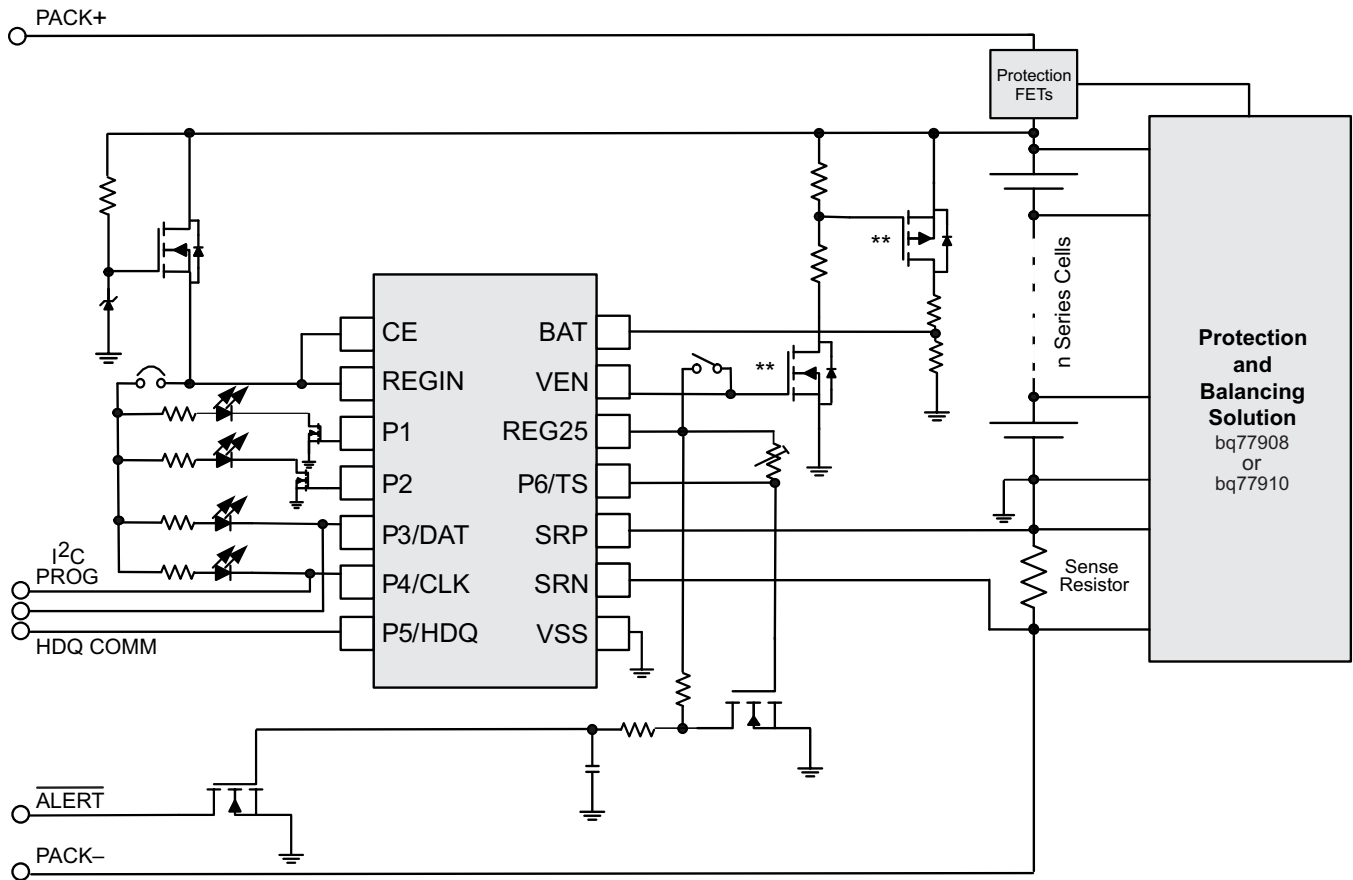 PACK+
Protection
FETs
**
**
n Series Cells
CE
REGIN
P1
P2
P3/DAT
P4/CLK
P5/HDQ
BAT
VEN
REG25
P6/TS
SRP
SRN
VSS
Protection
and
Balancing
Solution
bq77908
or
bq77910
Sense
Resistor
I²C
PROG
HDQ COMM
ALERT
PACK–